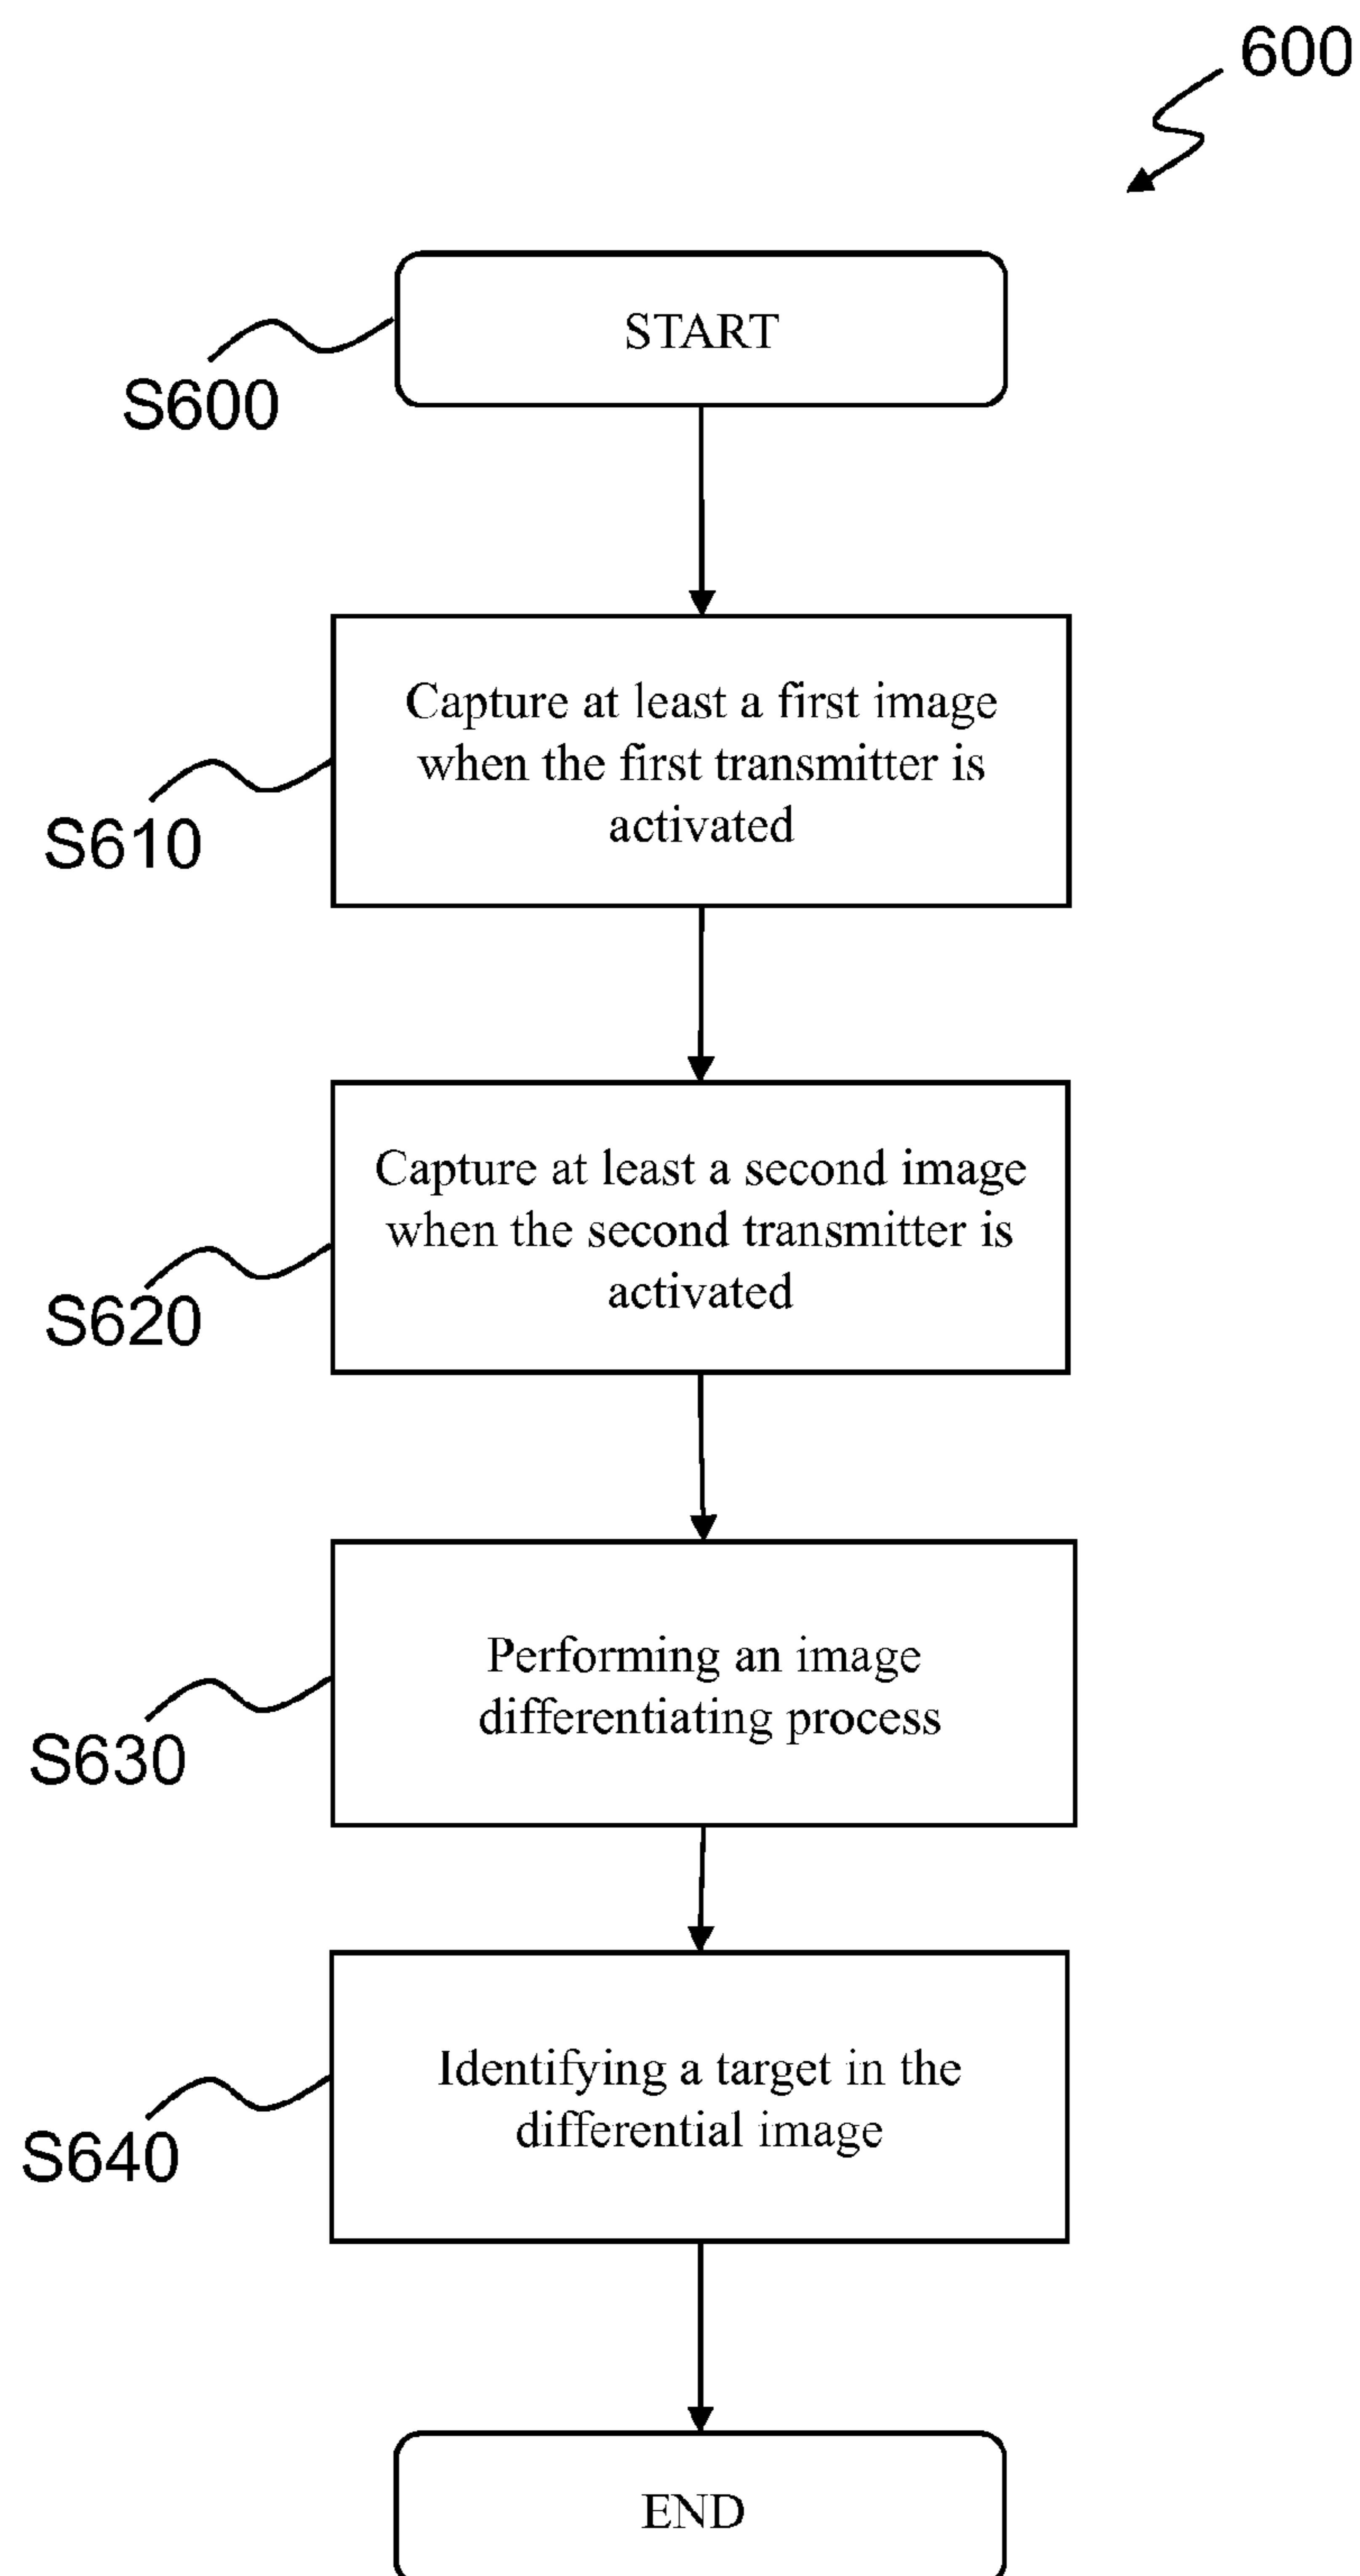 600
START
S600
Capture at least a first image
when the first transmitter is
activated
S610
Capture at least a second image
when the second transmitter is
activated
S620
Performing an image
differentiating process
S630
Identifying a target in the
differential image
S640
END